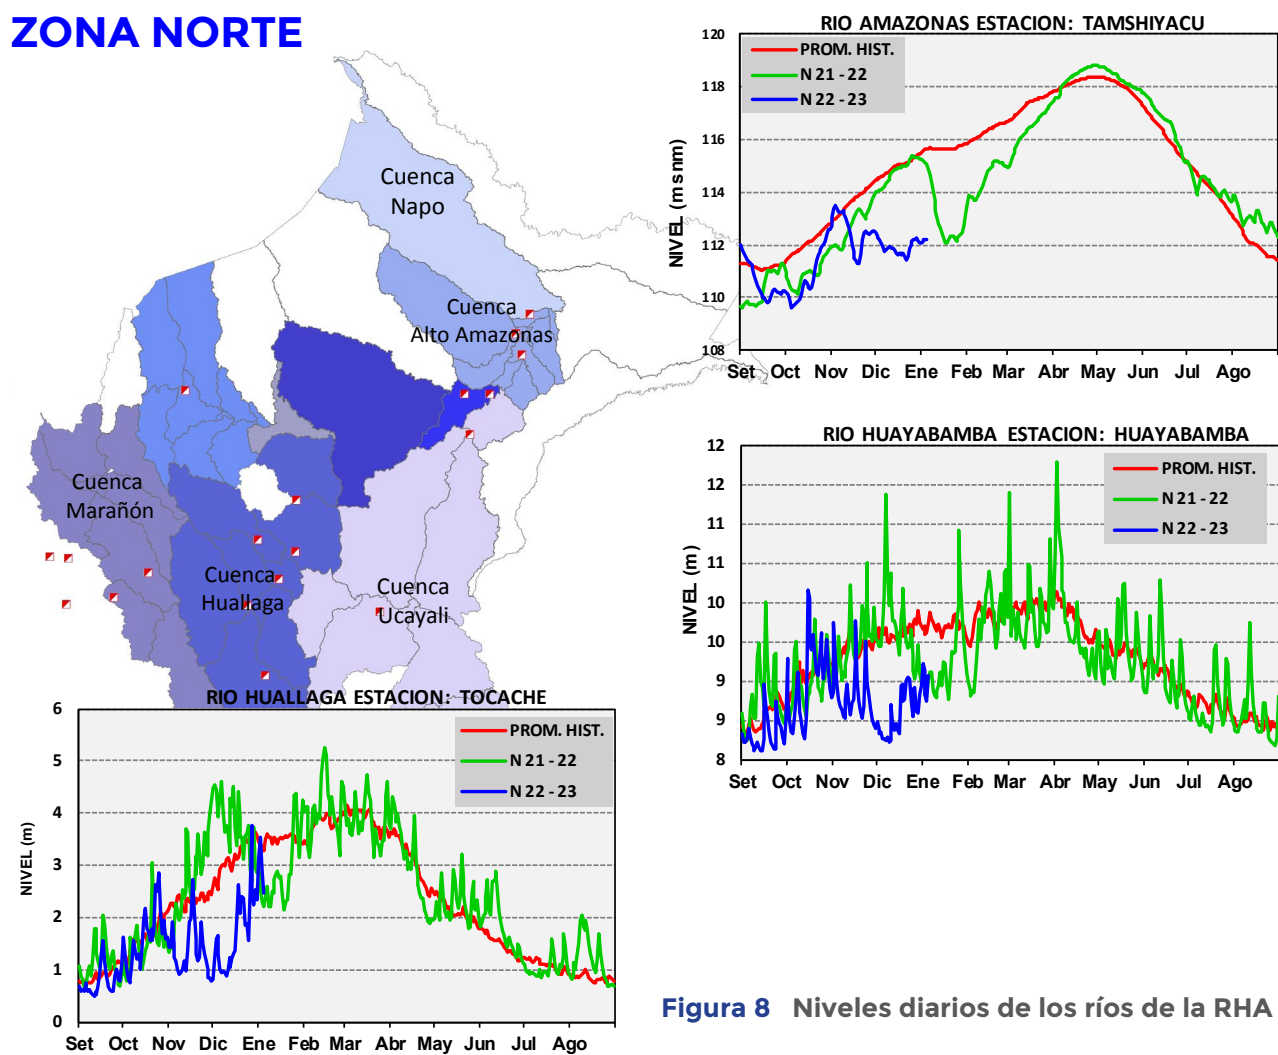 ZONA NORTE
RIO AMAZONAS ESTACION: TAMSHIYACU
PROM. HIST.
N 21 - 22
N 22 - 23
NIVEL (m snm)
120
118
116
114
112
110
108
Set Oct Nov Dic Ene Feb Mar Abr May Jun Jul Ago
Cuenca
Napo
Cuenca
Alto Amazonas
Cuenca
Marañón
Cuenca
Huallaga
Cuenca
Ucayali
RIO HUAYABAMBA ESTACION: HUAYABAMBA
PROM. HIST.
N 21 - 22
N 22 - 23
NIVEL (m)
12
12
11
11
10
10
9
9
8
Set Oct Nov Dic Ene Feb Mar Abr May Jun Jul Ago
RIO HUALLAGA ESTACION: TOCACHE
PROM. HIST.
N 21 - 22
N 22 - 23
NIVEL (m)
6
5
4
3
2
1
0
Set Oct Nov Dic Ene Feb Mar Abr May Jun Jul Ago
Figura 8 Niveles diarios de los ríos de la RHA